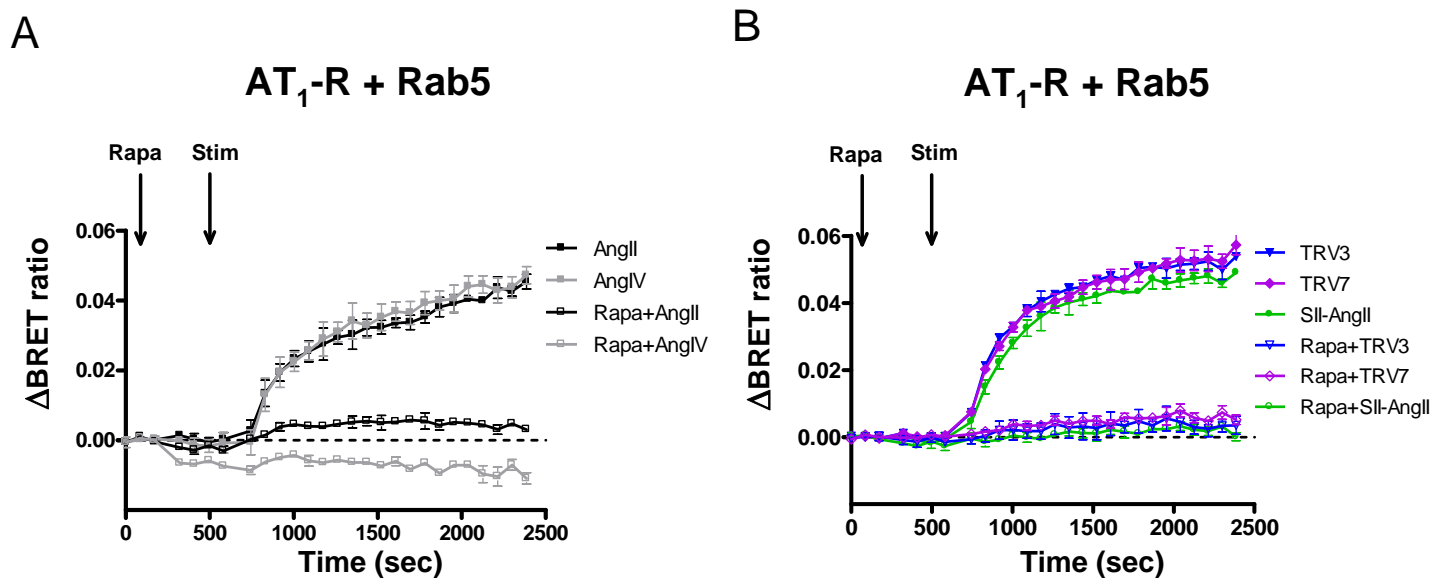 A
AT1-R + Rab5
Rapa
Stim
0.06
0.04
0.02
0.00
ΔBRET ratio
0
500
1000
1500
2000
2500
Time (sec)
AngII
AngIV
Rapa+AngII
Rapa+AngIV
B
AT1-R + Rab5
Rapa
Stim
0.06
0.04
0.02
0.00
ΔBRET ratio
0
500
1000
1500
2000
2500
Time (sec)
TRV3
TRV7
SII-AngII
Rapa+TRV3
Rapa+TRV7
Rapa+SII-AngII